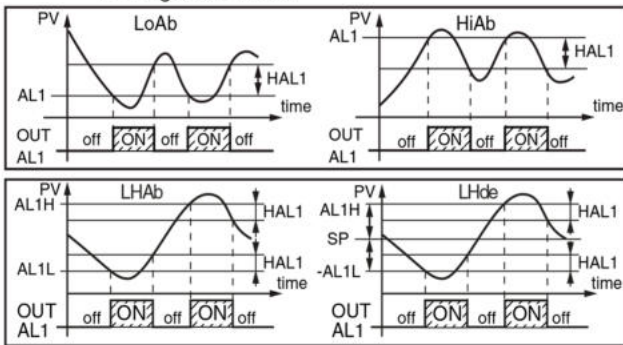 PV LoAb
HAL1
AL1
time
OUT off ON off ON off
AL1
PV HiAb
AL1
HAL1
time
OUT off ON off ON off
AL1
PV LHAb
AL1H
HAL1
HAL1
AL1L
time
OUT off ON off ON off
AL1
PV LHde
AL1H
HAL1
SP
HAL1
-AL1L
time
OUT off ON off ON off
AL1